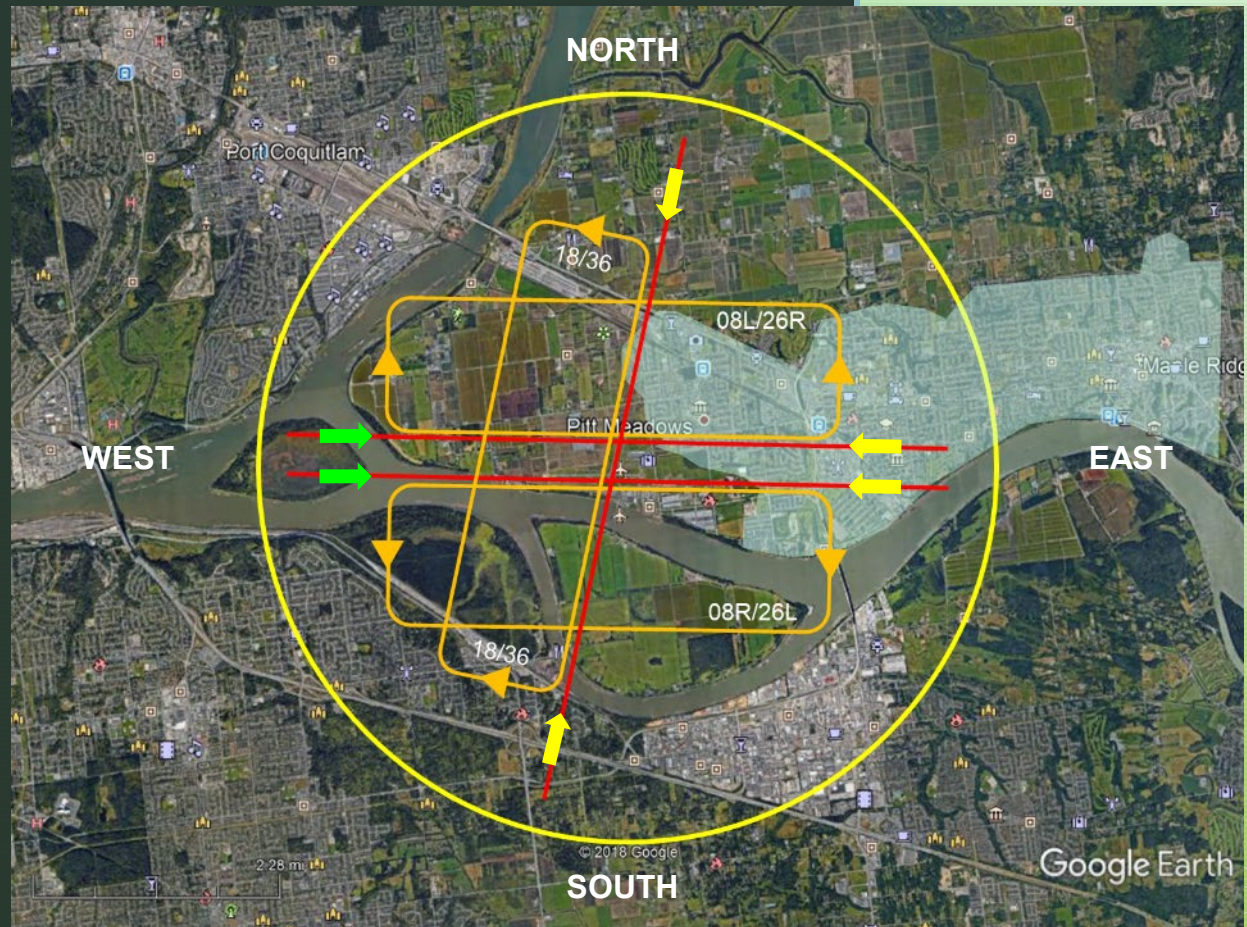 NORTH
Port Coquitlam
18/36
08L/26R
Maple Ridg
Pitt Meadows
WEST
EAST
08R/26L
18/36
© 2018 Google
2.28 mi
Google Earth
SOUTH